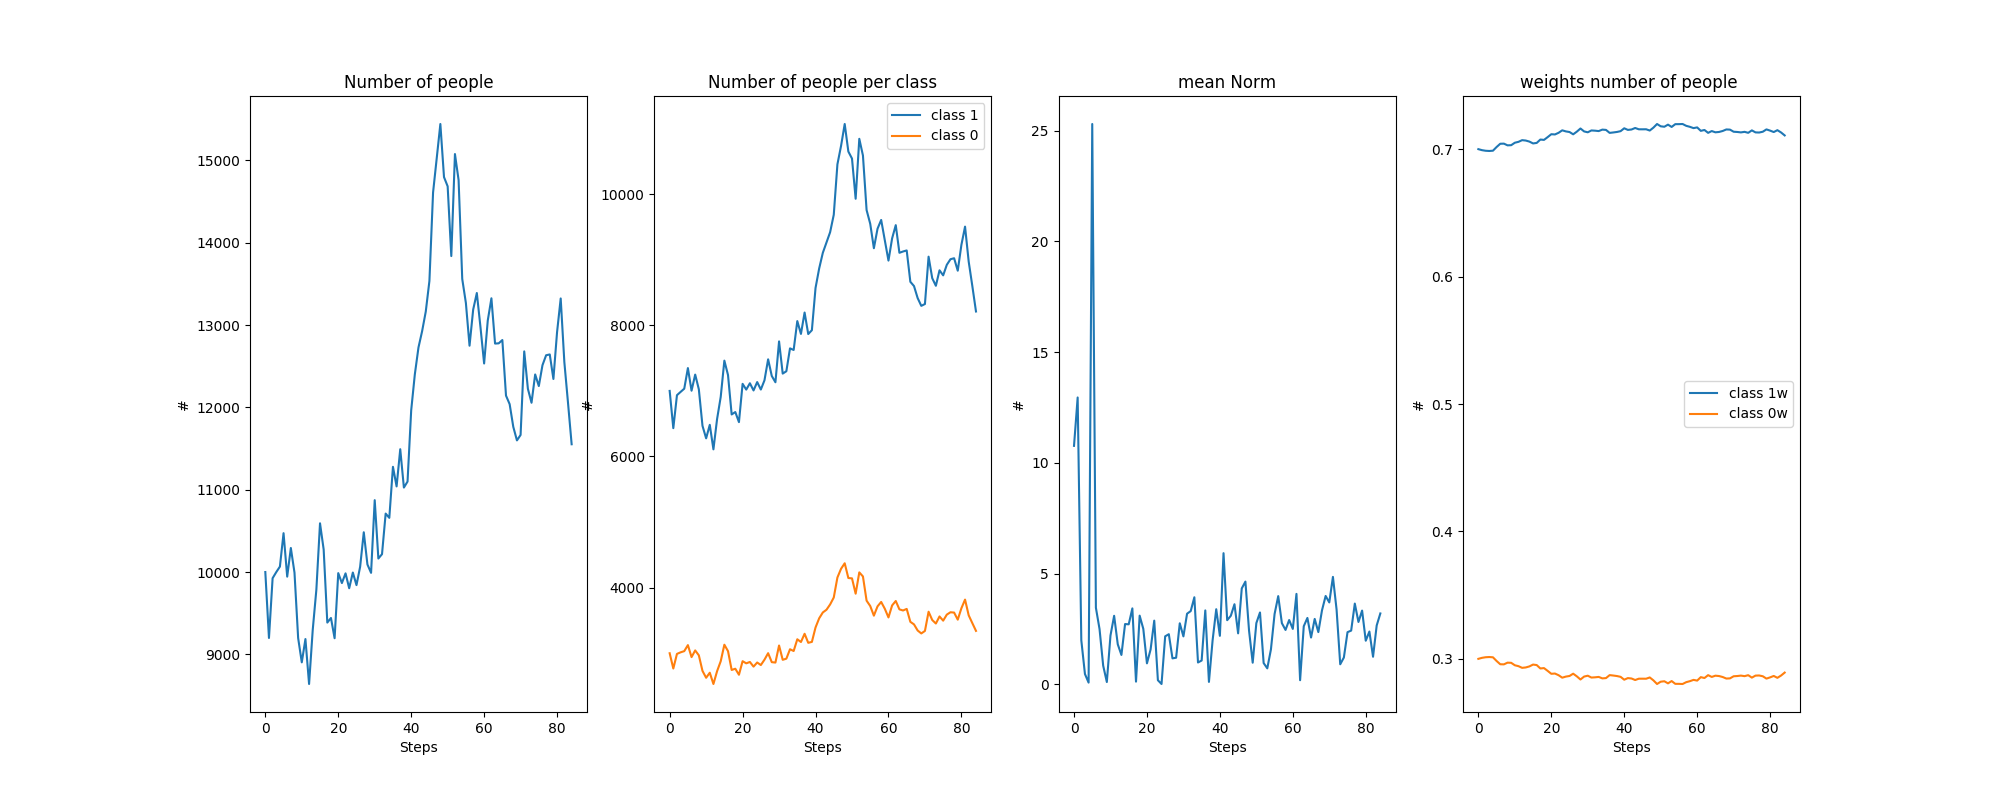 Number of people
15000
14000
13000
12000
11000
10000
9000
#
0 20 40 60 80
Steps
Number of people per class
class 1
class 0
10000
8000
6000
4000
#
0 20 40 60 80
Steps
mean Norm
25
20
15
10
5
0
#
0 20 40 60 80
Steps
weights number of people
0.7
0.6
0.5
0.4
0.3
#
class 1w
class 0w
0 20 40 60 80
Steps